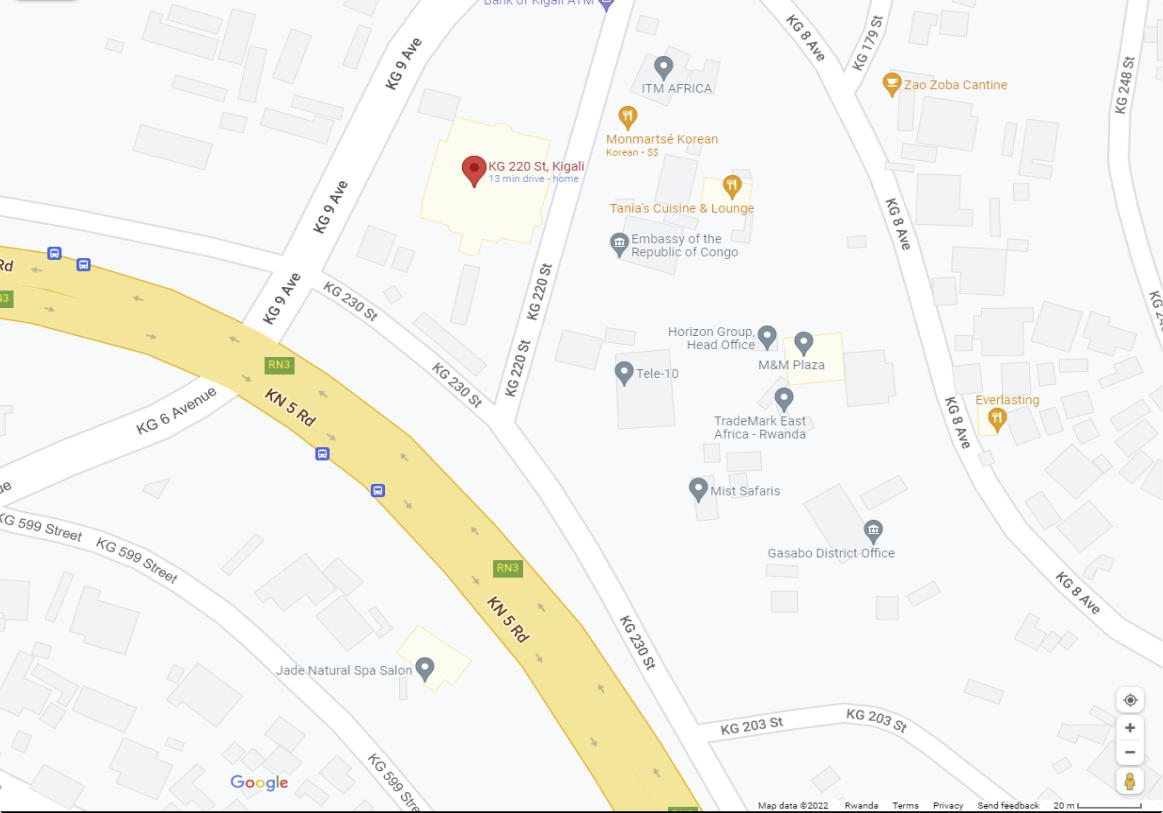 Bank of Kigali ATM
KG 9 Ave
KG 8 Ave
KG 179 St
KG 248 St
ITM AFRICA
Zao Zoba Cantine
Monmartsé Korean
Korean - $$
KG 220 St, Kigali
13 min drive - home
KG 9 Ave
Tania's Cuisine & Lounge
KG 8 Ave
Embassy of the
Republic of Congo
Rd
KG 9 Ave
KG 230 St
KG 220 St
N3
RN3
Horizon Group,
Head Office
M&M Plaza
Tele-10
KG 220 St
KG 230 St
KG 6 Avenue
KN 5 Rd
TradeMark East
Africa - Rwanda
Everlasting
KG 8 Ave
Mist Safaris
KG 599 Street
KG 599 Street
Gasabo District Office
RN3
KN 5 Rd
KG 8 Ave
KG 230 St
Jade Natural Spa Salon
KG 203 St
KG 203 St
KG 599 Stre
Google
Map data ©2022 Rwanda Terms Privacy Send feedback 20 m